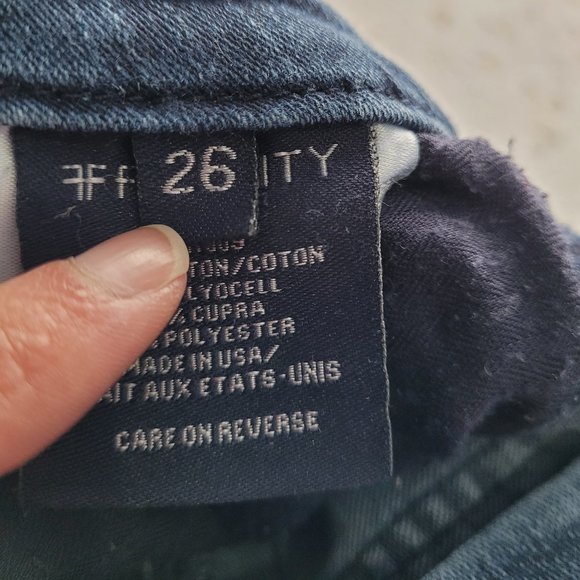 26 ITY
TON/COTON
LYOCELL
% CUPRA
POLYESTER
MADE IN USA/
AIT AUX ETATS-UNIS
CARE ON REVERSE